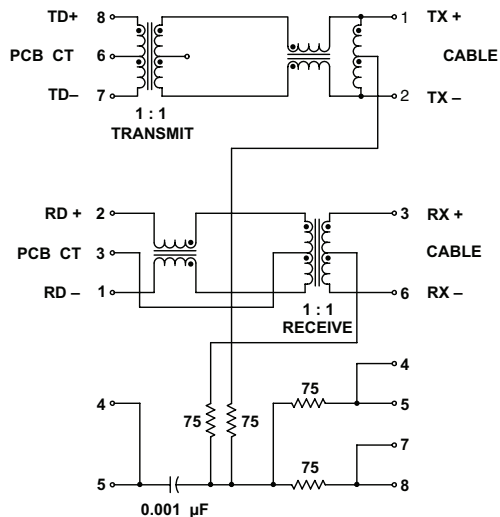 TD+ 8 1 TX +
PCB CT 6 CABLE
TD– 7 2 TX –
1 : 1
TRANSMIT
RD + 2 3 RX +
PCB CT 3 CABLE
RD – 1 6 RX –
1 : 1
RECEIVE
4
4 75 75 75 5
7
75
5 8
0.001 µF